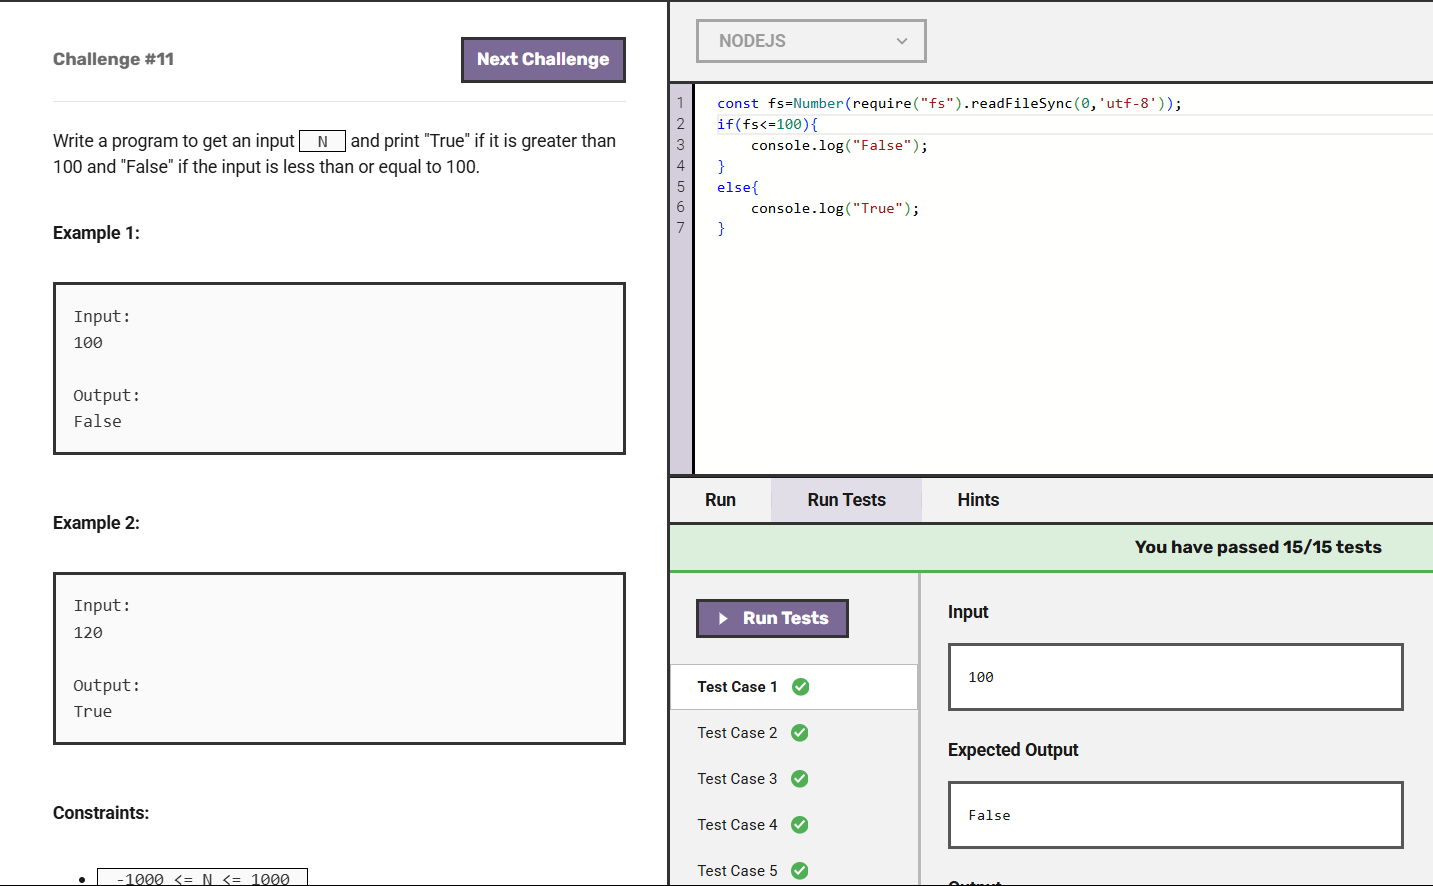 Challenge #11
Next Challenge
Write a program to get an input N and print "True" if it is greater than
100 and "False" if the input is less than or equal to 100.
Example 1:
Input:
100
Output:
False
Example 2:
Input:
120
Output:
True
Constraints:
-1000 <= N <= 1000
NODEJS
1 const fs=Number(require("fs").readFileSync(0,'utf-8'));
2 if(fs<=100){
3 console.log("False");
4 }
5 else{
6 console.log("True");
7 }
Run Run Tests Hints
You have passed 15/15 tests
Run Tests
Test Case 1
Test Case 2
Test Case 3
Test Case 4
Test Case 5
Input
100
Expected Output
False
Output